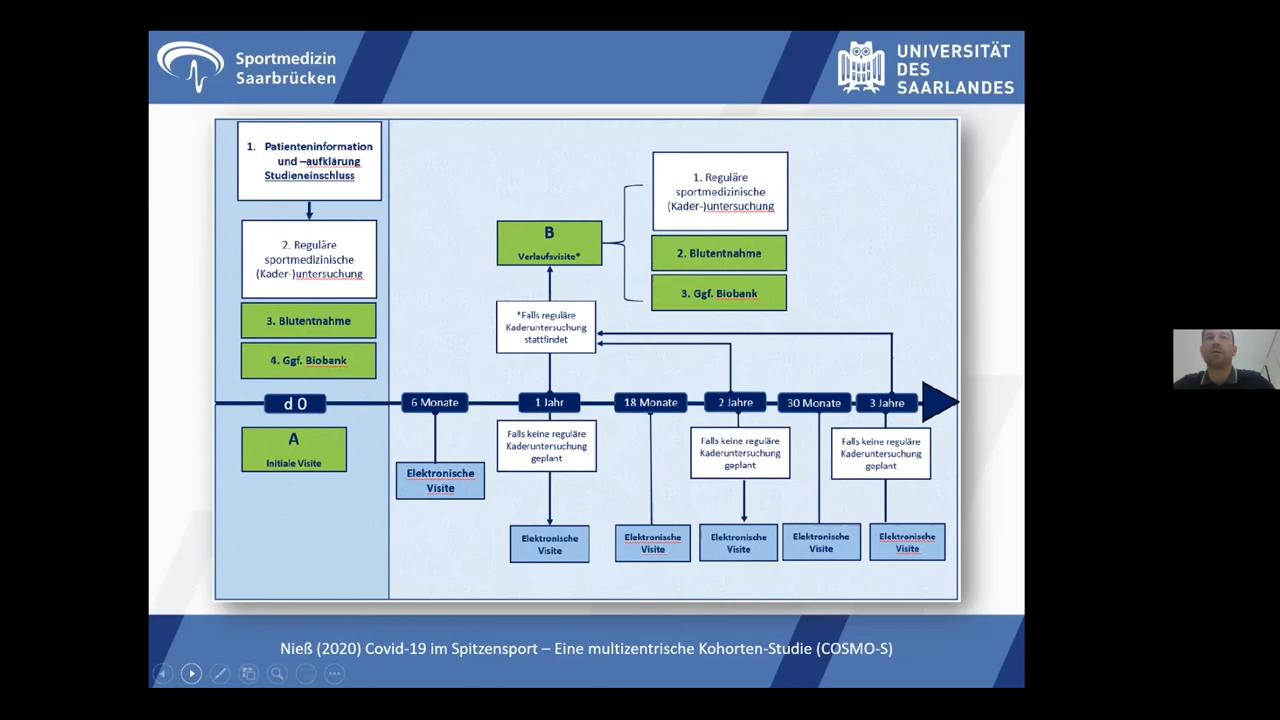 Sportmedizin
Saarbrücken
UNIVERSITÄT
DES
SAARLANDES
1. Patienteninformation
und –aufklärung
Studieneinschluss
2. Reguläre
sportmedizinische
(Kader-)untersuchung
3. Blutentnahme
4. Ggf. Biobank
B
Verlaufsvisite*
1. Reguläre
sportmedizinische
(Kader-)untersuchung
2. Blutentnahme
3. Ggf. Biobank
*Falls reguläre
Kaderuntersuchung
stattfindet
d 0
6 Monate
1 Jahr
18 Monate
2 Jahre
30 Monate
3 Jahre
A
Initiale Visite
Elektronische
Visite
Falls keine reguläre
Kaderuntersuchung
geplant
Falls keine reguläre
Kaderuntersuchung
geplant
Falls keine reguläre
Kaderuntersuchung
geplant
Elektronische
Visite
Elektronische
Visite
Elektronische
Visite
Elektronische
Visite
Elektronische
Visite
Nieß (2020) Covid-19 im Spitzensport – Eine multizentrische Kohorten-Studie (COSMO-S)